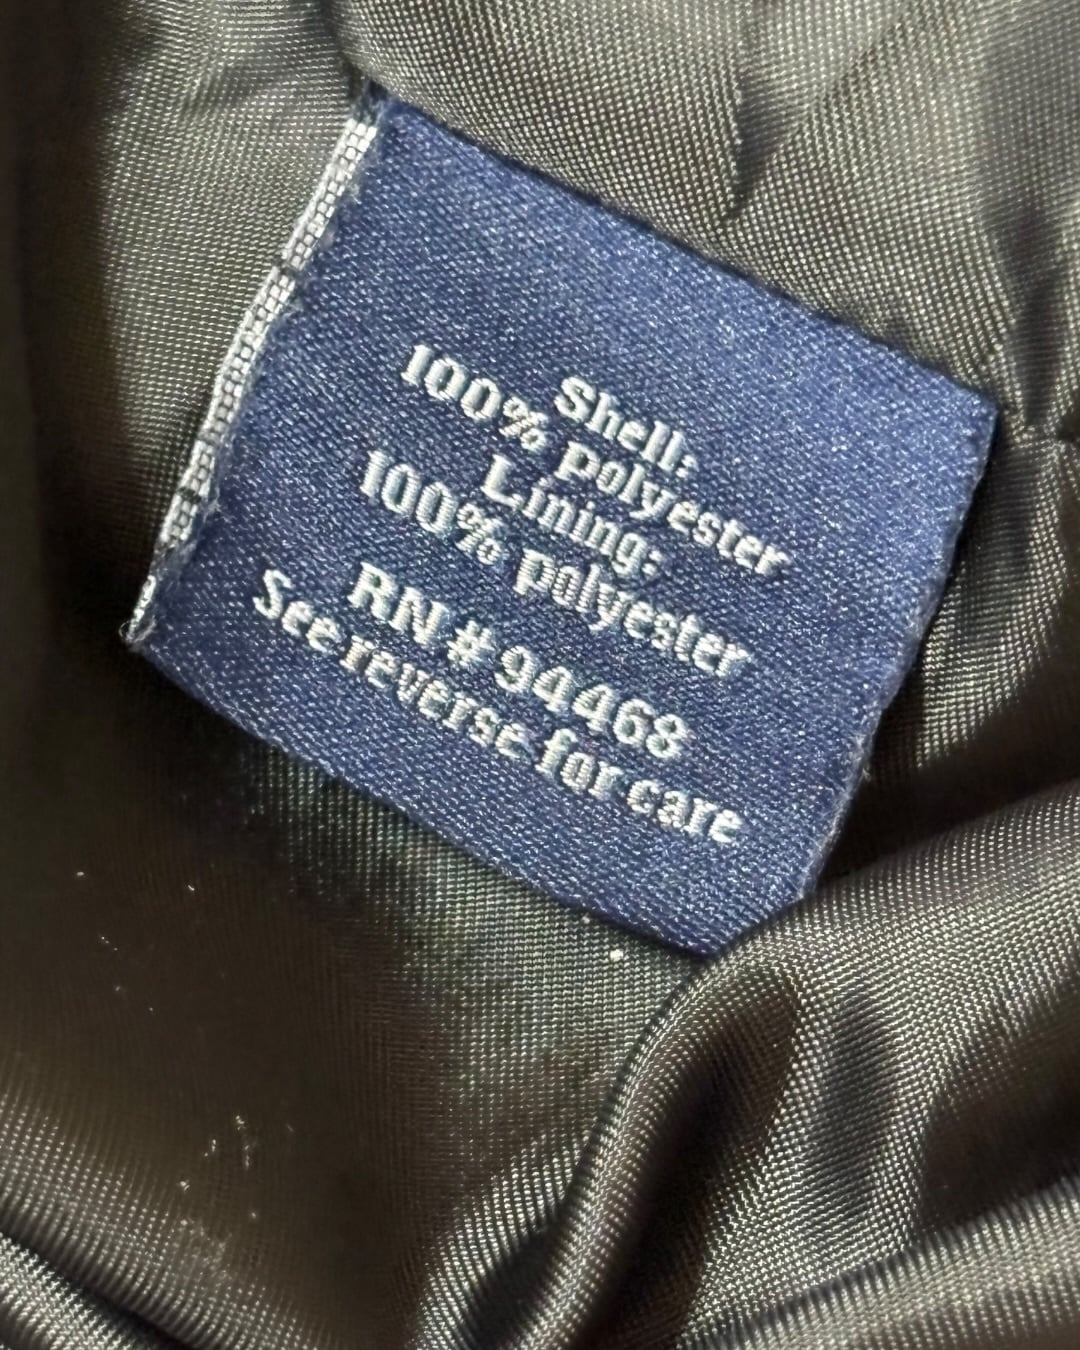 Shell:
100% polyester
Lining:
100% polyester
RN # 94468
See reverse for care